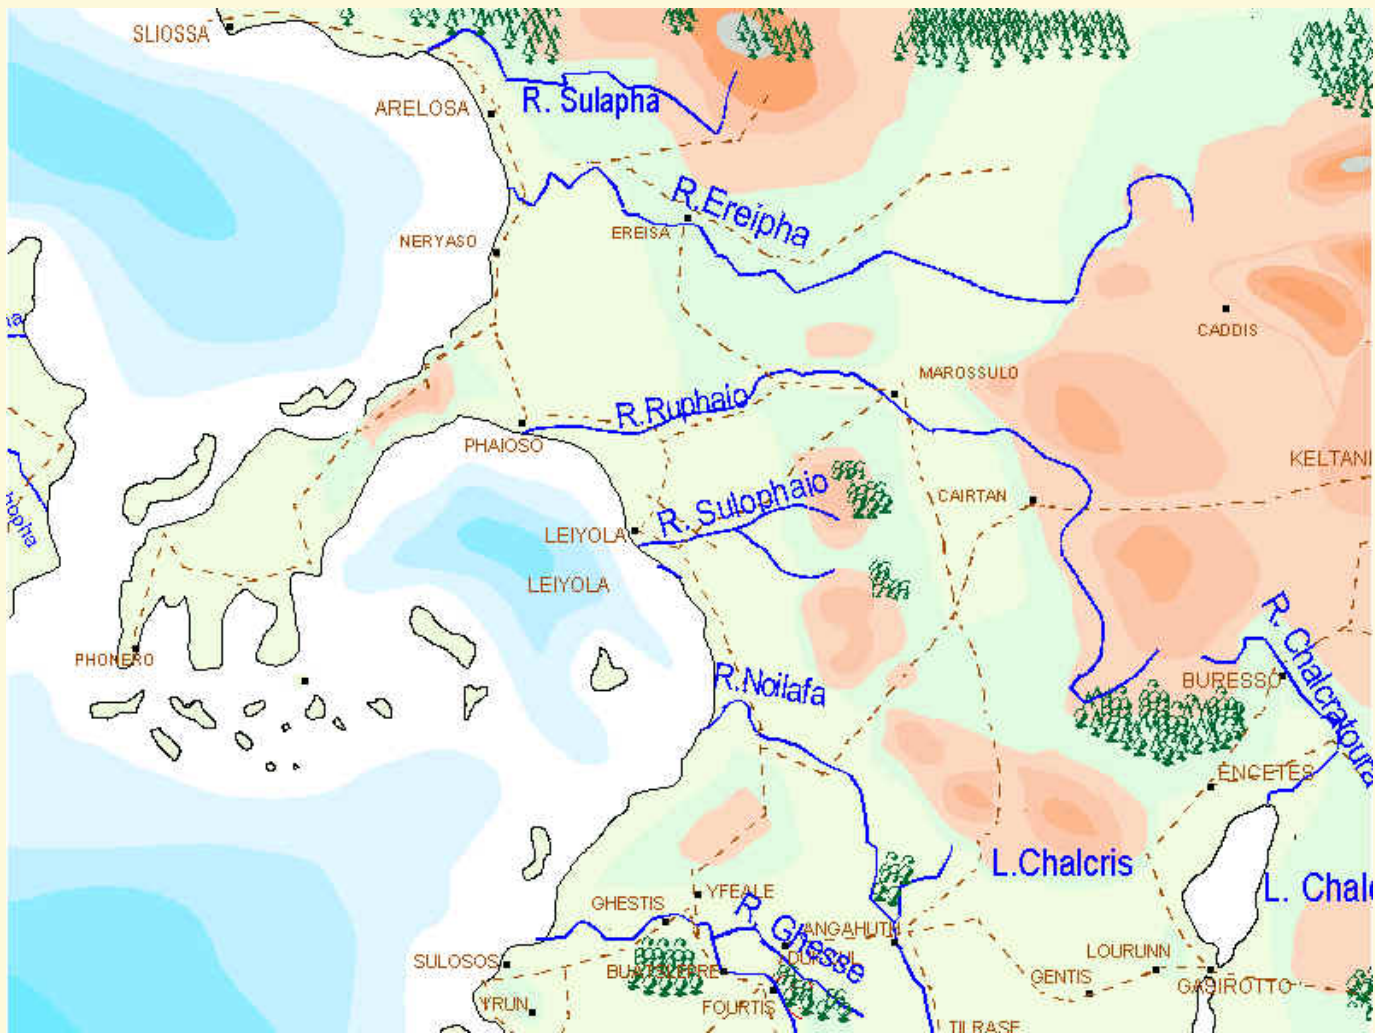 SLIOSSA
ARELOSA
R. Sulapha
NERYASO
EREISA
R.Ereipha
CADDIS
MAROSSULO
R.Ruphaio
PHAIOSO
KELTANI
CAIRTAN
R. Sulophaio
LEIYOLA
LEIYOLA
PHONERO
R.Noilafa
BURESSO
R. Chalcratoura
ENCETES
L.Chalcris
L. Chalc
YFEALE
GHESTIS
R. Ghesse
ANGAHUTH
SULOSOS
LOURUNN
GENTIS
GASIROTTO
YRUN
FOURTIS
TILRASE